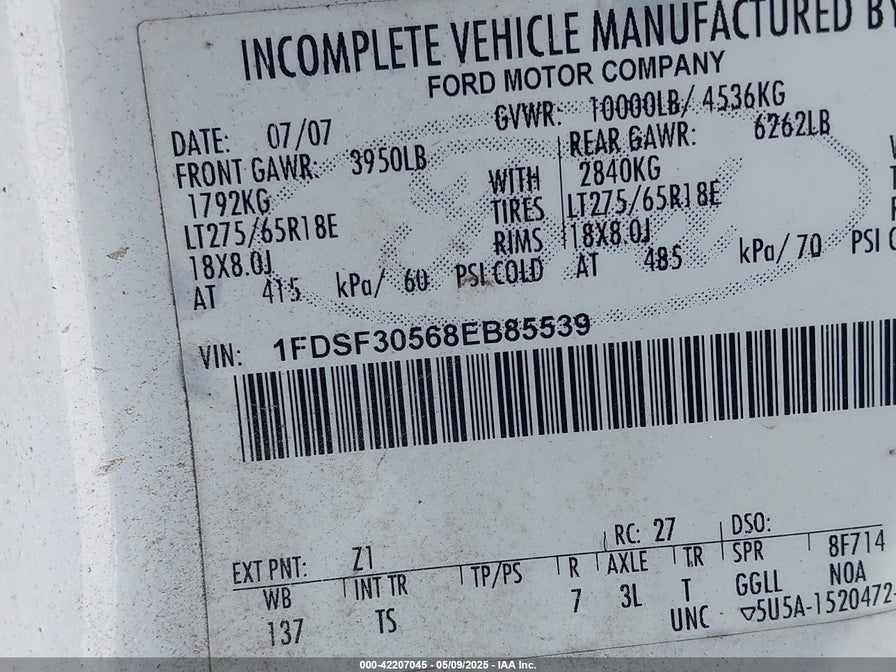 INCOMPLETE VEHICLE MANUFACTURED BY
FORD MOTOR COMPANY
DATE: 07/07 GVWR: 10000LB/ 4536KG
FRONT GAWR: 3950LB REAR GAWR: 6262LB
1792KG WITH 2840KG
LT275/65R18E TIRES LT275/65R18E
18X8.0J RIMS 18X8.0J
AT 415 kPa/ 60 PSI COLD AT 485 kPa/ 70 PSI
VIN: 1FDSF30568EB85539
EXT PNT: Z1 RC: 27 DSO:
WB INT TR TP/PS R AXLE TR SPR 8F714
137 TS 7 3L T GGLL N0A
UNC 5U5A-1520472-
000-42207045 - 05/09/2025 - IAA Inc.